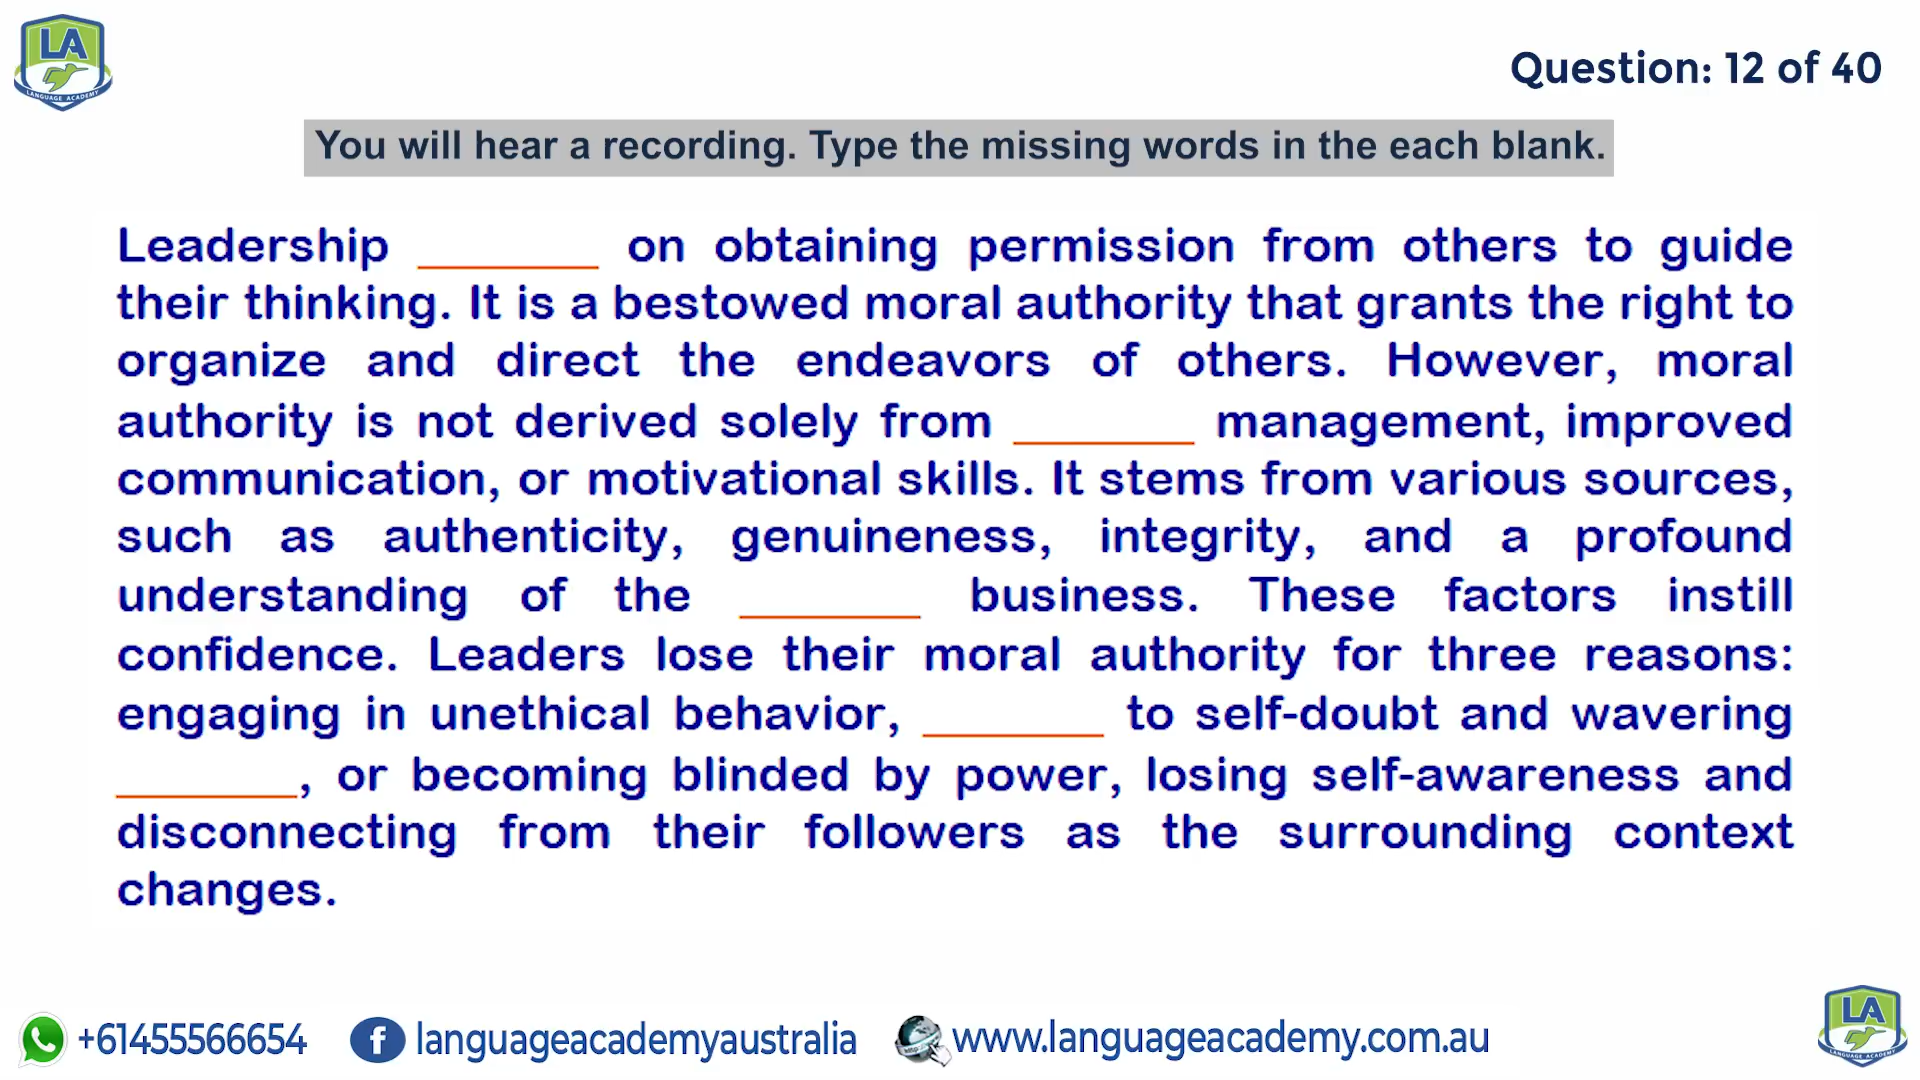 LA
LANGUAGE ACADEMY
Question: 12 of 40
You will hear a recording. Type the missing words in the each blank.
Leadership _______ on obtaining permission from others to guide
their thinking. It is a bestowed moral authority that grants the right to
organize and direct the endeavors of others. However, moral
authority is not derived solely from _______ management, improved
communication, or motivational skills. It stems from various sources,
such as authenticity, genuineness, integrity, and a profound
understanding of the _______ business. These factors instill
confidence. Leaders lose their moral authority for three reasons:
engaging in unethical behavior, _______ to self-doubt and wavering
_______, or becoming blinded by power, losing self-awareness and
disconnecting from their followers as the surrounding context
changes.
+61455566654 languageacademyaustralia www.languageacademy.com.au
LA
LANGUAGE ACADEMY